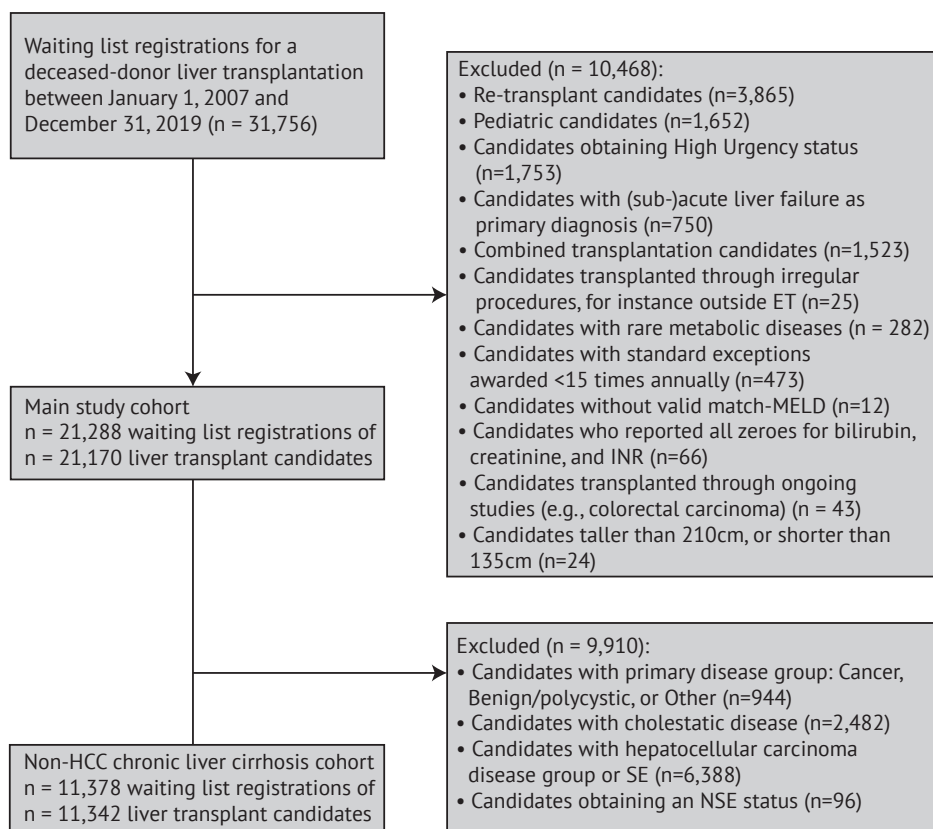 Waiting list registrations for a
deceased-donor liver transplantation
between January 1, 2007 and
December 31, 2019 (n = 31,756)
Excluded (n = 10,468):
• Re-transplant candidates (n=3,865)
• Pediatric candidates (n=1,652)
• Candidates obtaining High Urgency status
(n=1,753)
• Candidates with (sub-)acute liver failure as
primary diagnosis (n=750)
• Combined transplantation candidates (n=1,523)
• Candidates transplanted through irregular
procedures, for instance outside ET (n=25)
• Candidates with rare metabolic diseases (n = 282)
• Candidates with standard exceptions
awarded <15 times annually (n=473)
• Candidates without valid match-MELD (n=12)
• Candidates who reported all zeroes for bilirubin,
creatinine, and INR (n=66)
• Candidates transplanted through ongoing
studies (e.g., colorectal carcinoma) (n = 43)
• Candidates taller than 210cm, or shorter than
135cm (n=24)
Main study cohort
n = 21,288 waiting list registrations of
n = 21,170 liver transplant candidates
Excluded (n = 9,910):
• Candidates with primary disease group: Cancer,
Benign/polycystic, or Other (n=944)
• Candidates with cholestatic disease (n=2,482)
• Candidates with hepatocellular carcinoma
disease group or SE (n=6,388)
• Candidates obtaining an NSE status (n=96)
Non-HCC chronic liver cirrhosis cohort
n = 11,378 waiting list registrations of
n = 11,342 liver transplant candidates